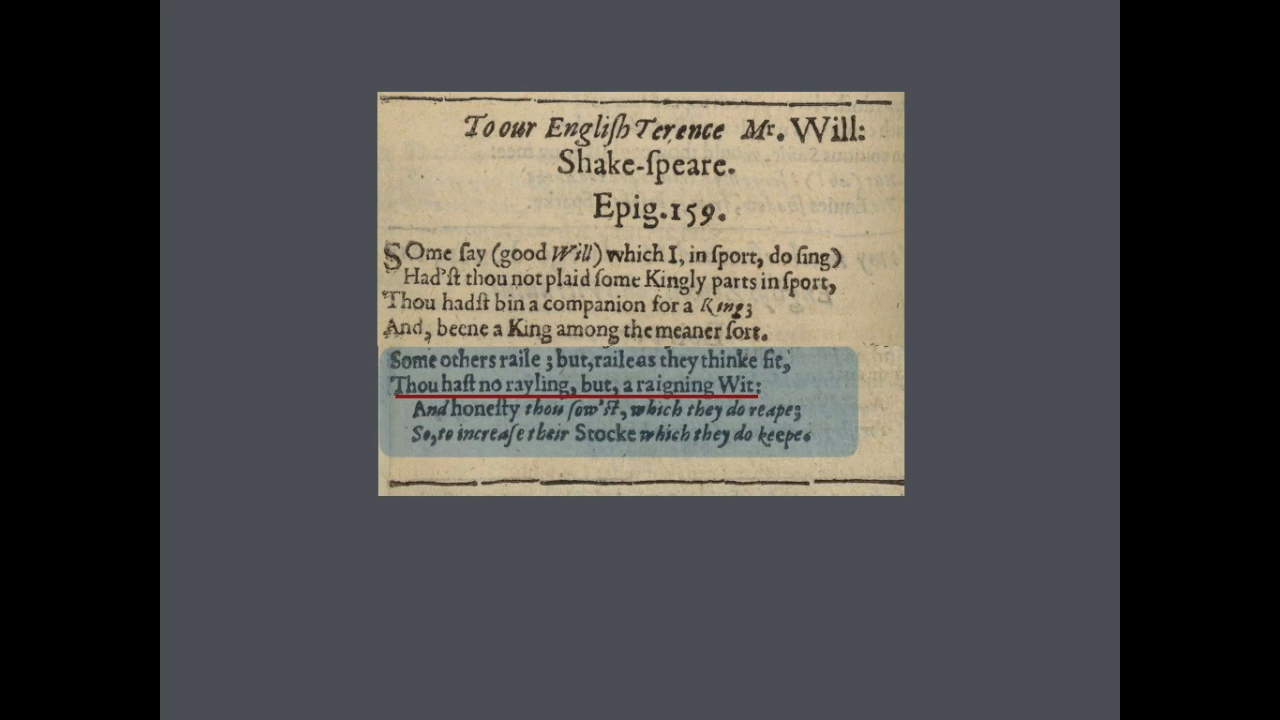 To our Engliſh Terence Mr. Will:
Shake-ſpeare.
Epig.159.
SOme ſay (good Will) which I, in ſport, do ſing)
Had'ſt thou not plaid ſome Kingly parts in ſport,
Thou hadſt bin a companion for a King;
And, beene a King among the meaner ſort.
Some others raile ; but, raile as they thinke fit,
Thou haſt no rayling, but, a raigning Wit:
And honeſty thou ſow'ſt, which they do reape;
So, to increaſe their Stocke which they do keepe.